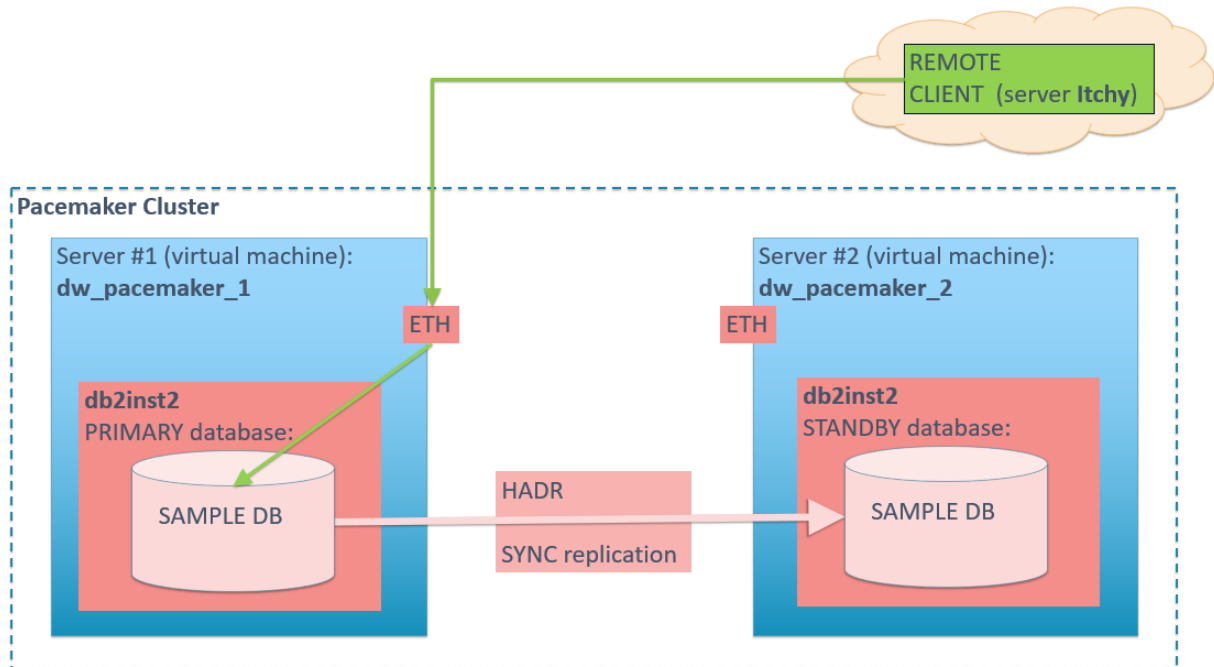 REMOTE
CLIENT (server Itchy)
Pacemaker Cluster
Server #1 (virtual machine):
dw_pacemaker_1
ETH
db2inst2
PRIMARY database:
SAMPLE DB
HADR
SYNC replication
Server #2 (virtual machine):
dw_pacemaker_2
ETH
db2inst2
STANDBY database:
SAMPLE DB